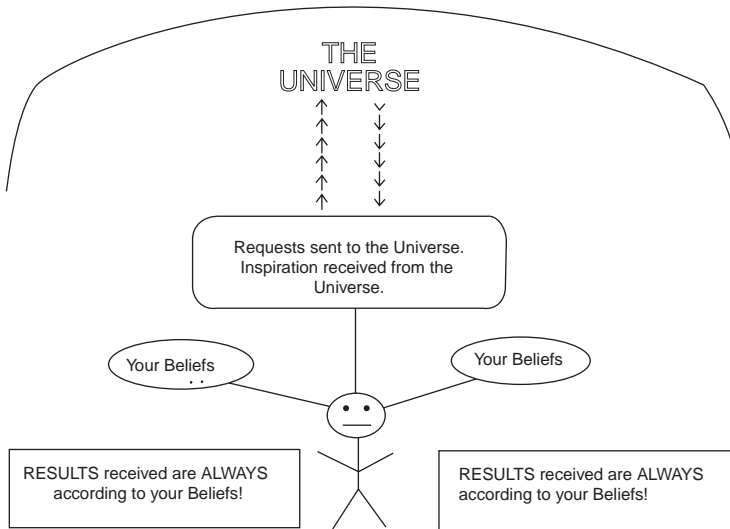 THE
UNIVERSE
Requests sent to the Universe.
Inspiration received from the
Universe.
Your Beliefs
Your Beliefs
RESULTS received are ALWAYS
according to your Beliefs!
RESULTS received are ALWAYS
according to your Beliefs!